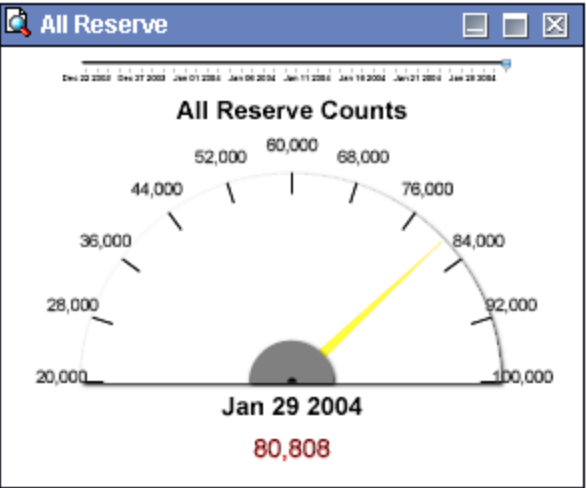 All Reserve
Dec 22 2003 Dec 27 2003 Jan 01 2004 Jan 06 2004 Jan 11 2004 Jan 16 2004 Jan 21 2004 Jan 26 2004
All Reserve Counts
60,000
52,000 68,000
44,000 76,000
36,000 84,000
28,000 92,000
20,000 100,000
Jan 29 2004
80,808